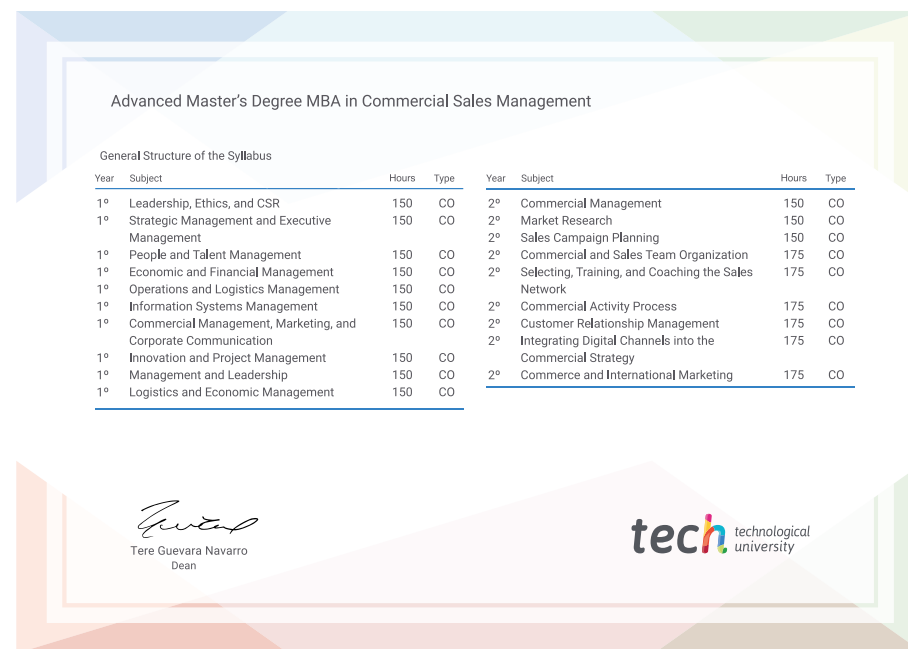 Advanced Master's Degree MBA in Commercial Sales Management
General Structure of the Syllabus
Year Subject Hours Type
1º Leadership, Ethics, and CSR 150 CO
1º Strategic Management and Executive 150 CO
Management
1º People and Talent Management 150 CO
1º Economic and Financial Management 150 CO
1º Operations and Logistics Management 150 CO
1º Information Systems Management 150 CO
1º Commercial Management, Marketing, and 150 CO
Corporate Communication
1º Innovation and Project Management 150 CO
1º Management and Leadership 150 CO
1º Logistics and Economic Management 150 CO
Year Subject Hours Type
2º Commercial Management 150 CO
2º Market Research 150 CO
2º Sales Campaign Planning 150 CO
2º Commercial and Sales Team Organization 175 CO
2º Selecting, Training, and Coaching the Sales 175 CO
Network
2º Commercial Activity Process 175 CO
2º Customer Relationship Management 175 CO
2º Integrating Digital Channels into the 175 CO
Commercial Strategy
2º Commerce and International Marketing 175 CO
Tere Guevara Navarro
Dean
tech technological
university